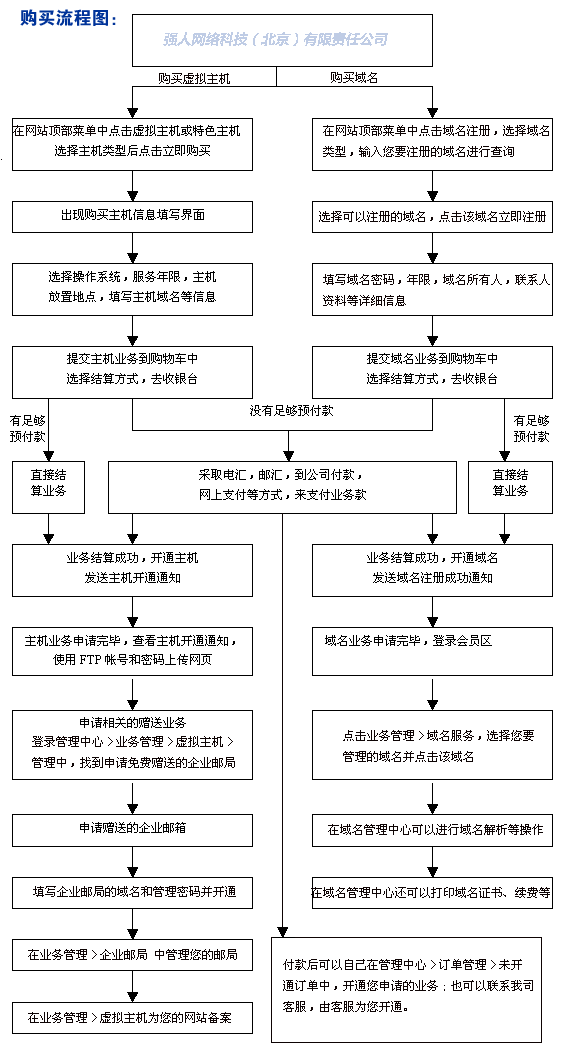 购买流程图：
强人网络科技（北京）有限责任公司
购买虚拟主机
购买域名
在网站顶部菜单中点击虚拟主机或特色主机
选择主机类型后点击立即购买
在网站顶部菜单中点击域名注册，选择域名
类型，输入您要注册的域名进行查询
出现购买主机信息填写界面
选择可以注册的域名，点击该域名立即注册
选择操作系统，服务年限，主机
放置地点，填写主机域名等信息
填写域名密码，年限，域名所有人，联系人
资料等详细信息
提交主机业务到购物车中
选择结算方式，去收银台
提交域名业务到购物车中
选择结算方式，去收银台
有足够
预付款
没有足够预付款
有足够
预付款
直接结
算业务
采取电汇，邮汇，到公司付款，
网上支付等方式，来支付业务款
直接结
算业务
业务结算成功，开通主机
发送主机开通通知
业务结算成功，开通域名
发送域名注册成功通知
主机业务申请完毕，查看主机开通通知，
使用 FTP 帐号和密码上传网页
域名业务申请完毕，登录会员区
申请相关的赠送业务
登录管理中心＞业务管理＞虚拟主机＞
管理中，找到申请免费赠送的企业邮局
点击业务管理＞域名服务，选择您要
管理的域名并点击该域名
申请赠送的企业邮箱
在域名管理中心可以进行域名解析等操作
填写企业邮局的域名和管理密码并开通
在域名管理中心还可以打印域名证书、续费等
在业务管理＞企业邮局 中管理您的邮局
付款后可以自己在管理中心＞订单管理＞未开
通订单中，开通您申请的业务；也可以联系我司
客服，由客服为您开通。
在业务管理＞虚拟主机为您的网站备案